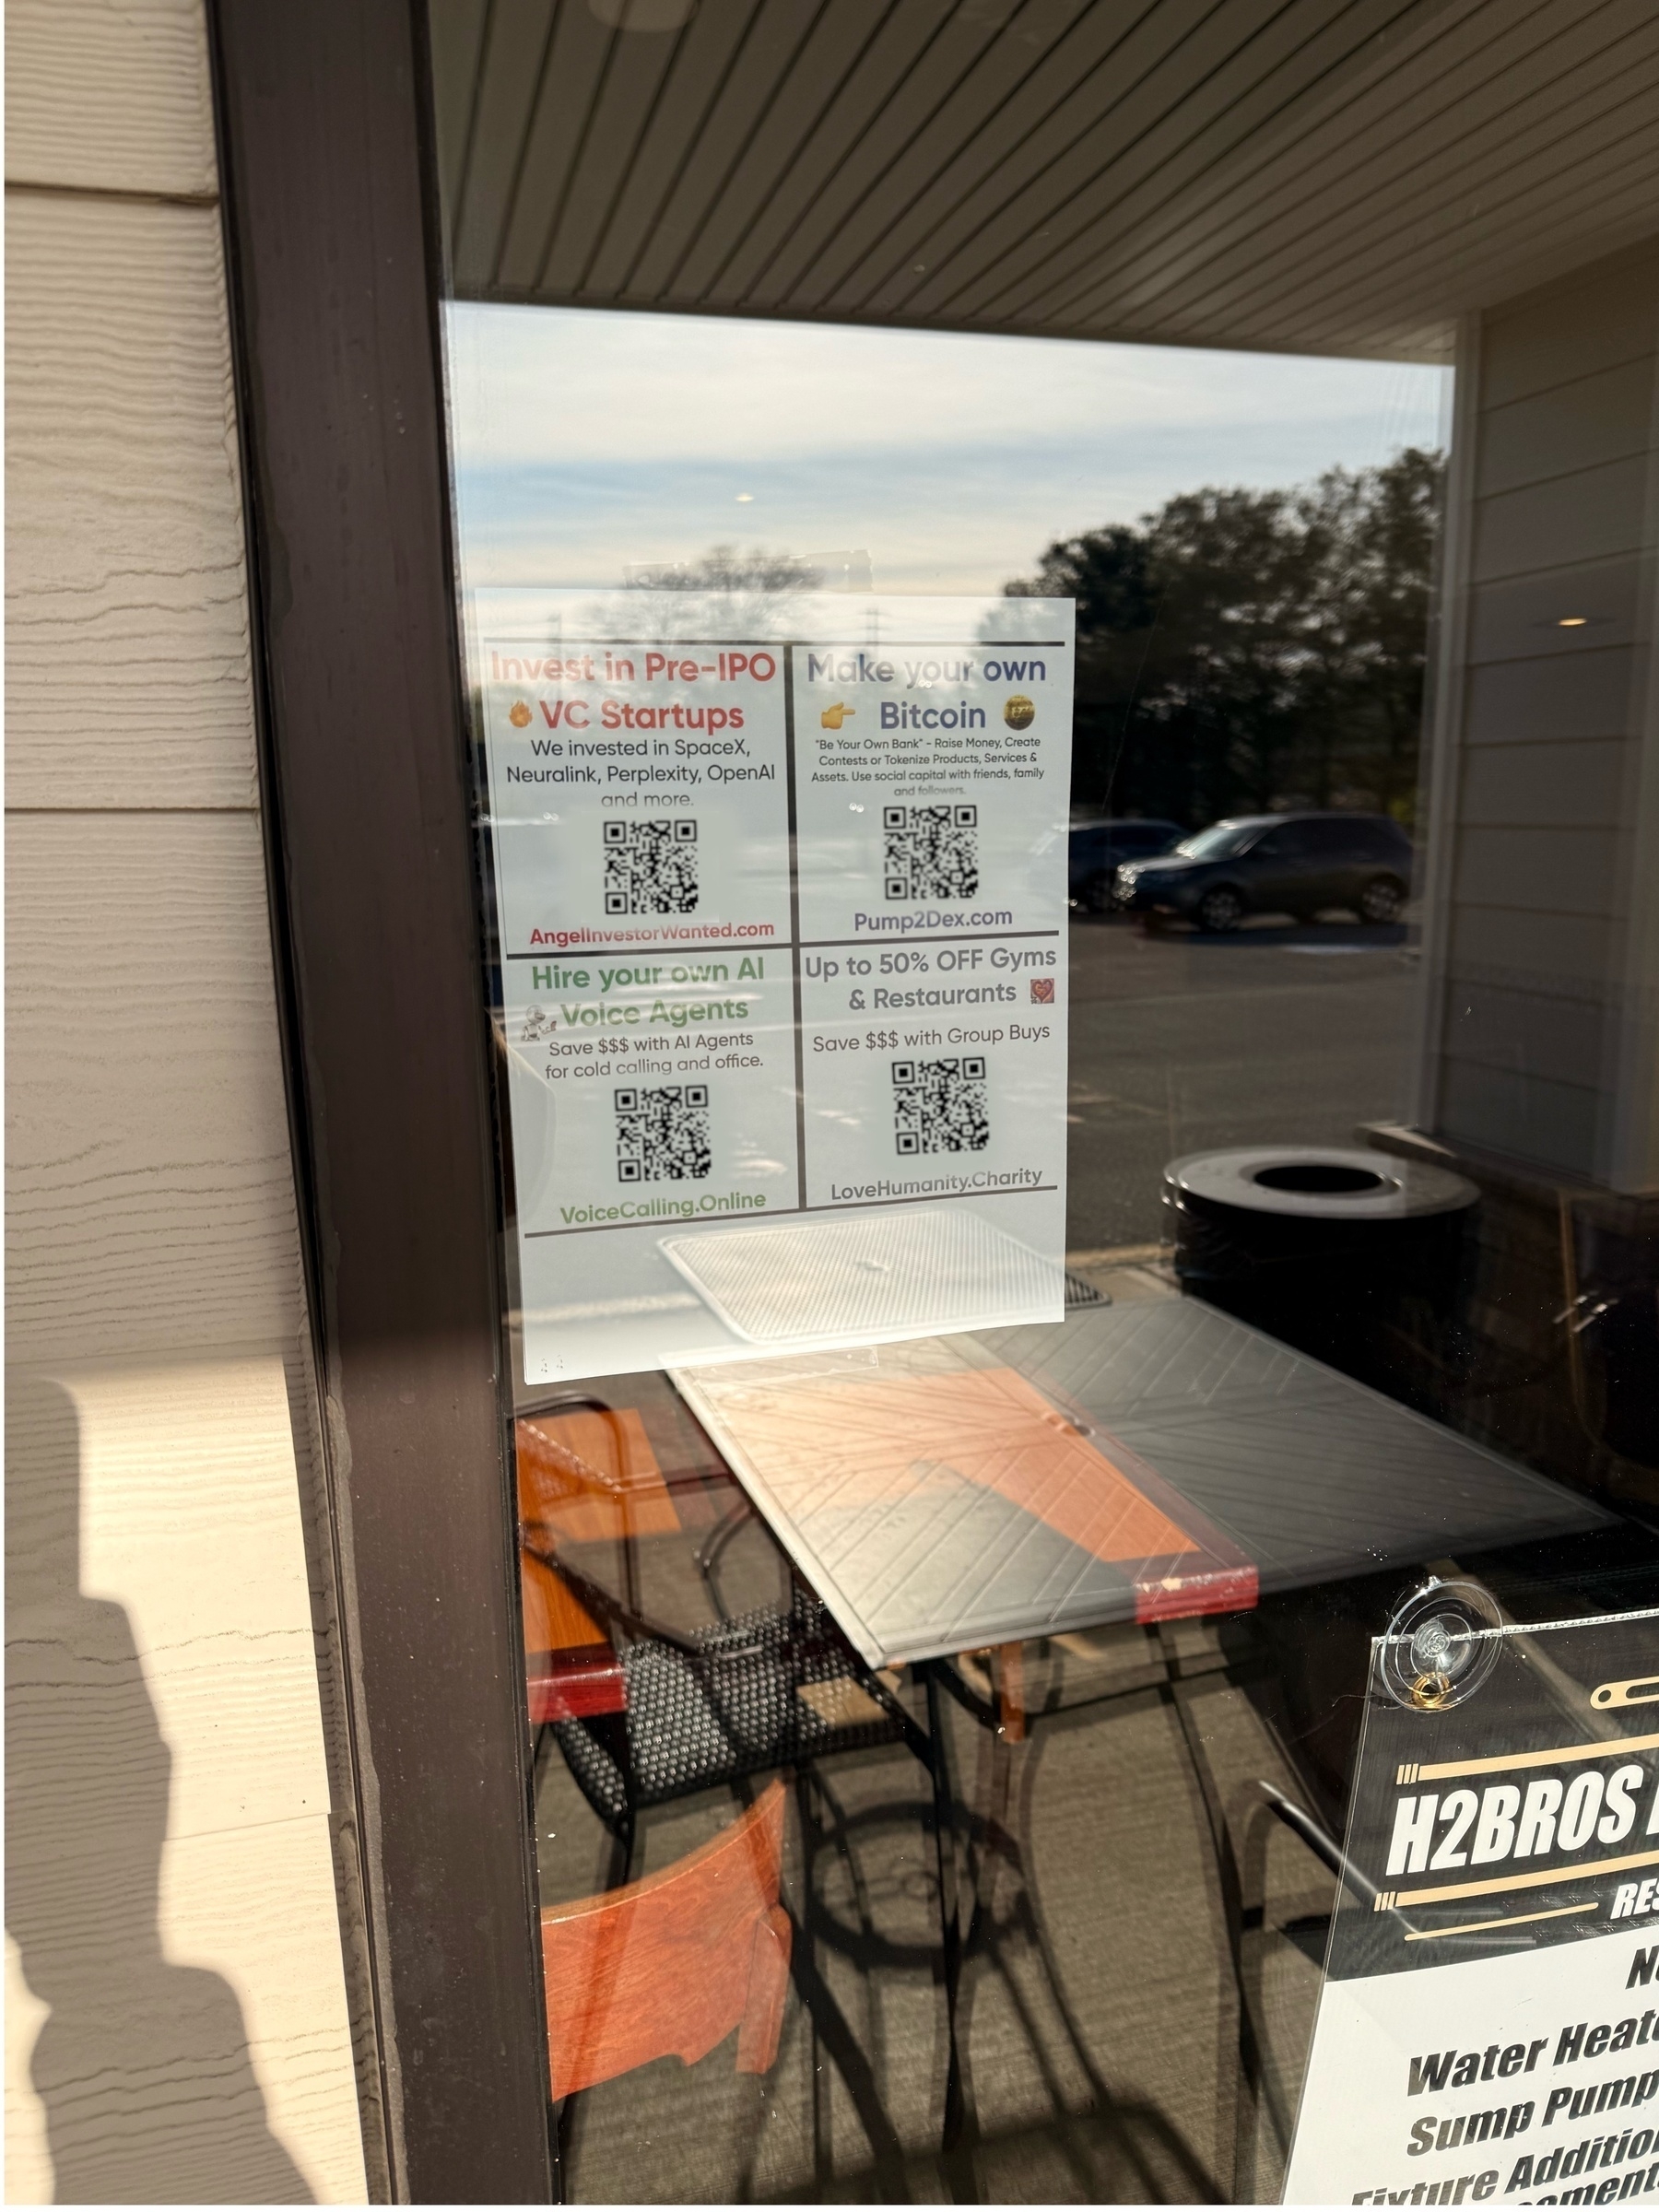 Invest in Pre-IPO
VC Startups
We invested in SpaceX,
Neuralink, Perplexity, OpenAI
and more.
AngelInvestorWanted.com
Make your own
Bitcoin
"Be Your Own Bank" - Raise Money, Create
Contests or Tokenize Products, Services &
Assets. Use social capital with friends, family
and followers.
Pump2Dex.com
Hire your own AI
Voice Agents
Save $$$ with AI Agents
for cold calling and office.
VoiceCalling.Online
Up to 50% OFF Gyms
& Restaurants
Save $$$ with Group Buys
LoveHumanity.Charity
H2BROS
Water
Sump Pump
Fixture